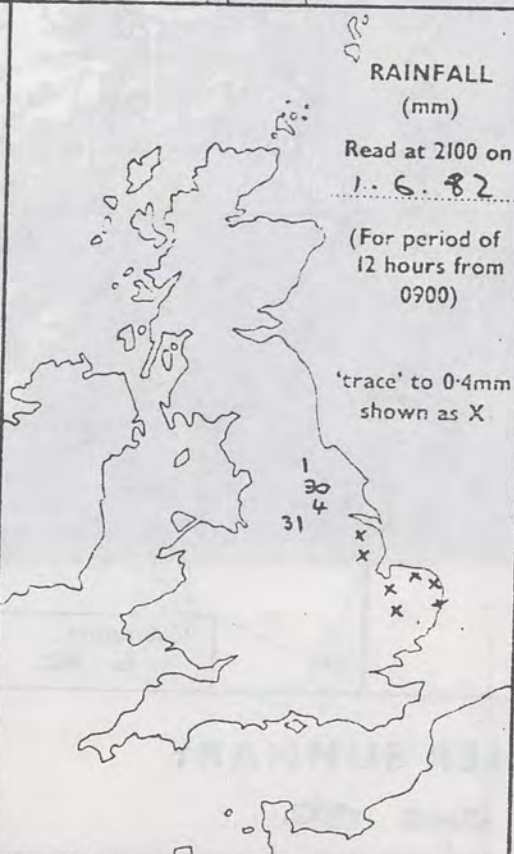 RAINFALL
(mm)
Read at 2100 on
1. 6. 82
(For period of
12 hours from
0900)
'trace' to 0·4mm
shown as X
1
30
4
31
x
x
x
x
x
x
x
x